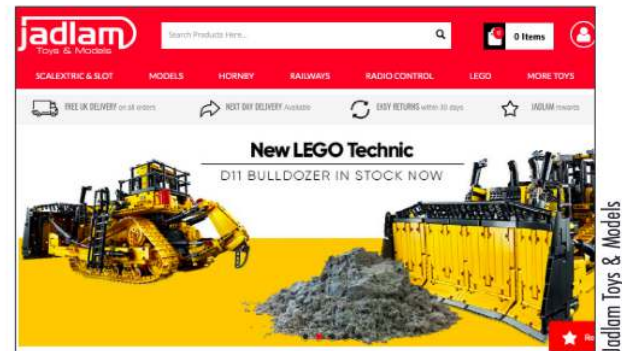 jadlam
Toys & Models
Search Products Here...
0 Items
SCALEXTRIC & SLOT MODELS HORNBY RAILWAYS RADIO CONTROL LEGO MORE TOYS
FREE UK DELIVERY on all orders NEXT DAY DELIVERY Available EASY RETURNS within 30 days JADLAM rewards
New LEGO Technic
D11 BULLDOZER IN STOCK NOW
Re
Jadlam Toys & Models